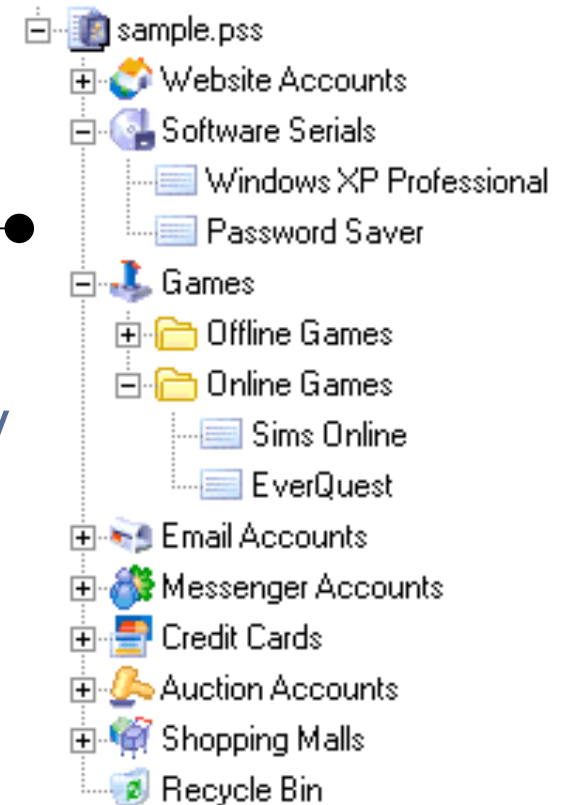 sample.pss
Website Accounts
Software Serials
Windows XP Professional
Password Saver
Games
Offline Games
Online Games
y
Sims Online
EverQuest
Email Accounts
Messenger Accounts
Credit Cards
Auction Accounts
Shopping Malls
Recycle Bin